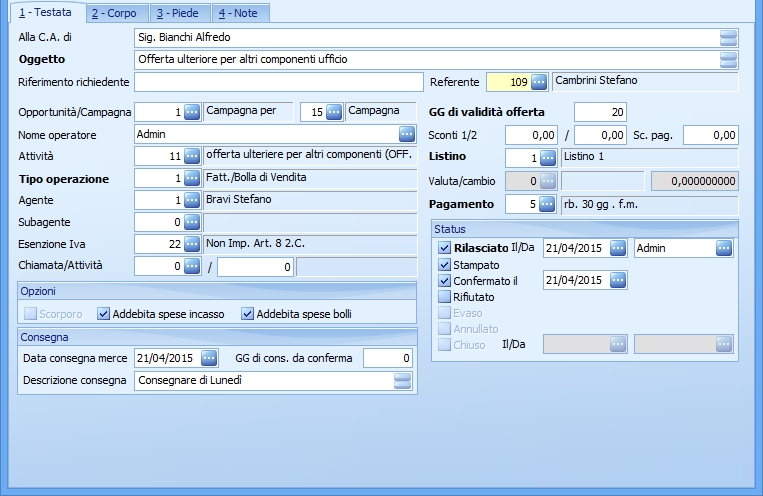 1 - Testata 2 - Corpo 3 - Piede 4 - Note
Alla C.A. di Sig. Bianchi Alfredo
Oggetto Offerta ulteriore per altri componenti ufficio
Riferimento richiedente Referente 109 Cambrini Stefano
Opportunità/Campagna 1 Campagna per 15 Campagna GG di validità offerta 20
Nome operatore Admin Sconti 1/2 0,00 / 0,00 Sc. pag. 0,00
Attività 11 offerta ulteriere per altri componenti (OFF. Listino 1 Listino 1
Tipo operazione 1 Fatt./Bolla di Vendita Valuta/cambio 0 0,000000000
Agente 1 Bravi Stefano Pagamento 5 rb. 30 gg . f.m.
Subagente 0 Status
Esenzione Iva 22 Non Imp. Art. 8 2.C. Rilasciato Il/Da 21/04/2015 Admin
Chiamata/Attività 0 / 0 Stampato
Confermato il 21/04/2015
Opzioni Rifiutato
Scorporo Addebita spese incasso Addebita spese bolli Evaso
Consegna Annullato
Chiuso Il/Da
Data consegna merce 21/04/2015 GG di cons. da conferma 0
Descrizione consegna Consegnare di Lunedì